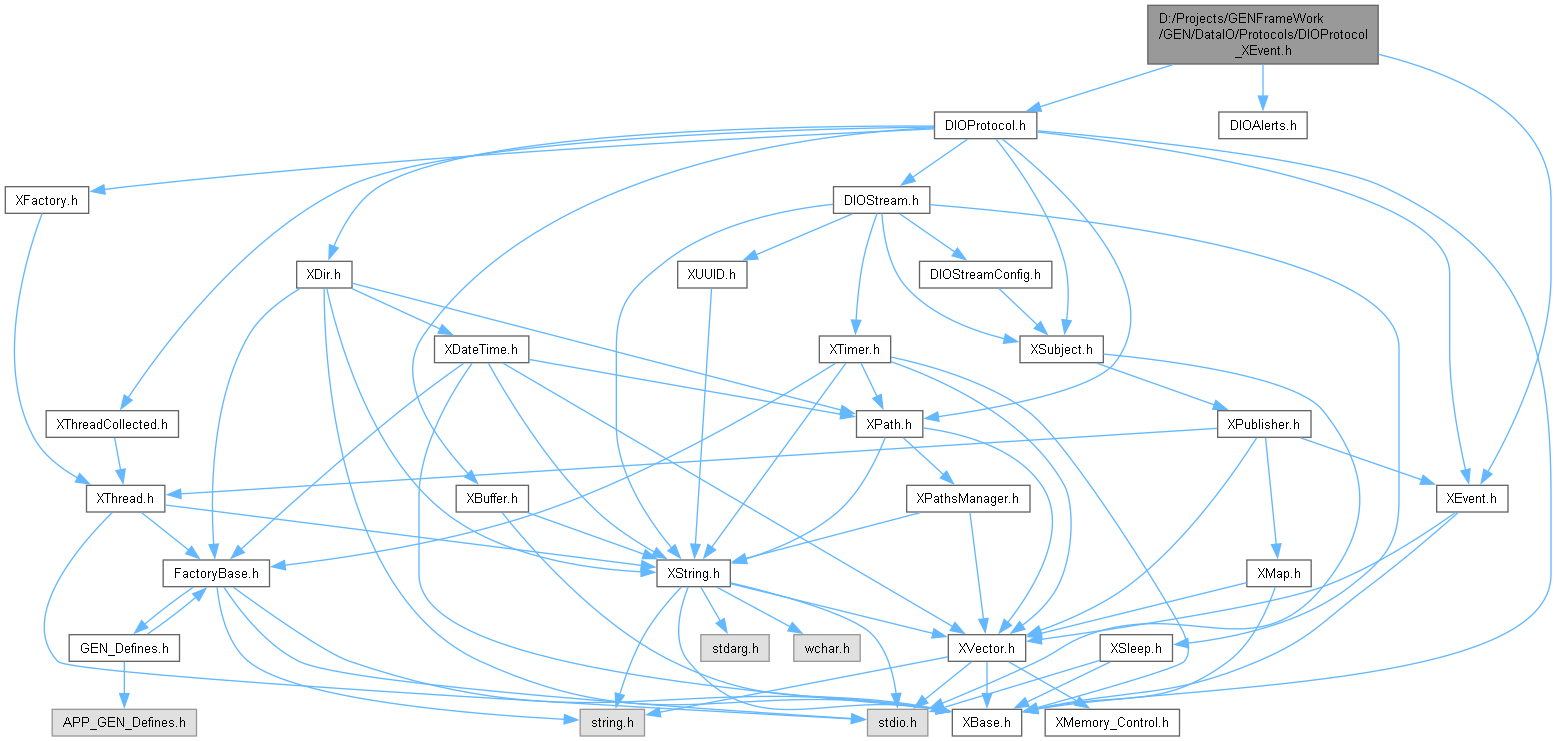 D:/Projects/GENFrameWork
/GEN/DataIO/Protocols/DIOProtocol
_XEvent.h
DIOProtocol.h
DIOAlerts.h
XFactory.h
DIOStream.h
XDir.h
XUUID.h
DIOStreamConfig.h
XDateTime.h
XTimer.h
XSubject.h
XThreadCollected.h
XPath.h
XPublisher.h
XThread.h
XBuffer.h
XPathsManager.h
XEvent.h
FactoryBase.h
XString.h
XMap.h
GEN_Defines.h
stdarg.h
wchar.h
XVector.h
XSleep.h
APP_GEN_Defines.h
string.h
stdio.h
XBase.h
XMemory_Control.h